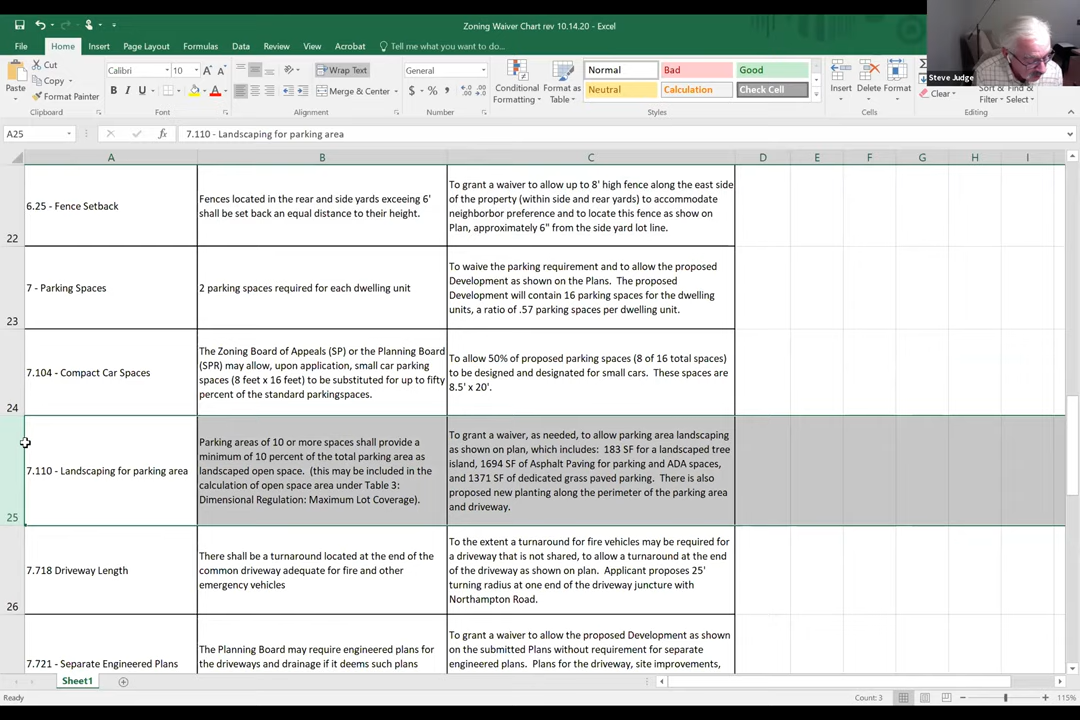 Zoning Waiver Chart rev 10.14.20 - Excel
File Home Insert Page Layout Formulas Data Review View Acrobat Tell me what you want to do...
Paste
Cut
Copy
Format Painter
Clipboard
Calibri 10
Font
Wrap Text
Merge & Center
Alignment
General
Number
Conditional Formatting
Format as Table
Normal Bad Good
Neutral Calculation Check Cell
Styles
Insert Delete Format
Cells
Clear
Sort & Find &
Filter Select
Editing
Steve Judge
A25 7.110 - Landscaping for parking area
A B C D E F G H I
22
6.25 - Fence Setback
Fences located in the rear and side yards exceeing 6'
shall be set back an equal distance to their height.
To grant a waiver to allow up to 8' high fence along the east side
of the property (within side and rear yards) to accommodate
neighborbor preference and to locate this fence as show on
Plan, approximately 6" from the side yard lot line.
23
7 - Parking Spaces
2 parking spaces required for each dwelling unit
To waive the parking requirement and to allow the proposed
Development as shown on the Plans. The proposed
Development will contain 16 parking spaces for the dwelling
units, a ratio of .57 parking spaces per dwelling unit.
24
7.104 - Compact Car Spaces
The Zoning Board of Appeals (SP) or the Planning Board
(SPR) may allow, upon application, small car parking
spaces (8 feet x 16 feet) to be substituted for up to fifty
percent of the standard parkingspaces.
To allow 50% of proposed parking spaces (8 of 16 total spaces)
to be designed and designated for small cars. These spaces are
8.5' x 20'.
25
7.110 - Landscaping for parking area
Parking areas of 10 or more spaces shall provide a
minimum of 10 percent of the total parking area as
landscaped open space. (this may be included in the
calculation of open space area under Table 3:
Dimensional Regulation: Maximum Lot Coverage).
To grant a waiver, as needed, to allow parking area landscaping
as shown on plan, which includes: 183 SF for a landscaped tree
island, 1694 SF of Asphalt Paving for parking and ADA spaces,
and 1371 SF of dedicated grass paved parking. There is also
proposed new planting along the perimeter of the parking area
and driveway.
26
7.718 Driveway Length
There shall be a turnaround located at the end of the
common driveway adequate for fire and other
emergency vehicles
To the extent a turnaround for fire vehicles may be required for
a driveway that is not shared, to allow a turnaround at the end
of the driveway as shown on plan. Applicant proposes 25'
turning radius at one end of the driveway juncture with
Northampton Road.
7.721 - Separate Engineered Plans
The Planning Board may require engineered plans for
the driveways and drainage if it deems such plans
To grant a waiver to allow the proposed Development as shown
on the submitted Plans without requirement for separate
engineered plans. Plans for the driveway, site improvements,
Sheet1
Ready
Count: 3
115%